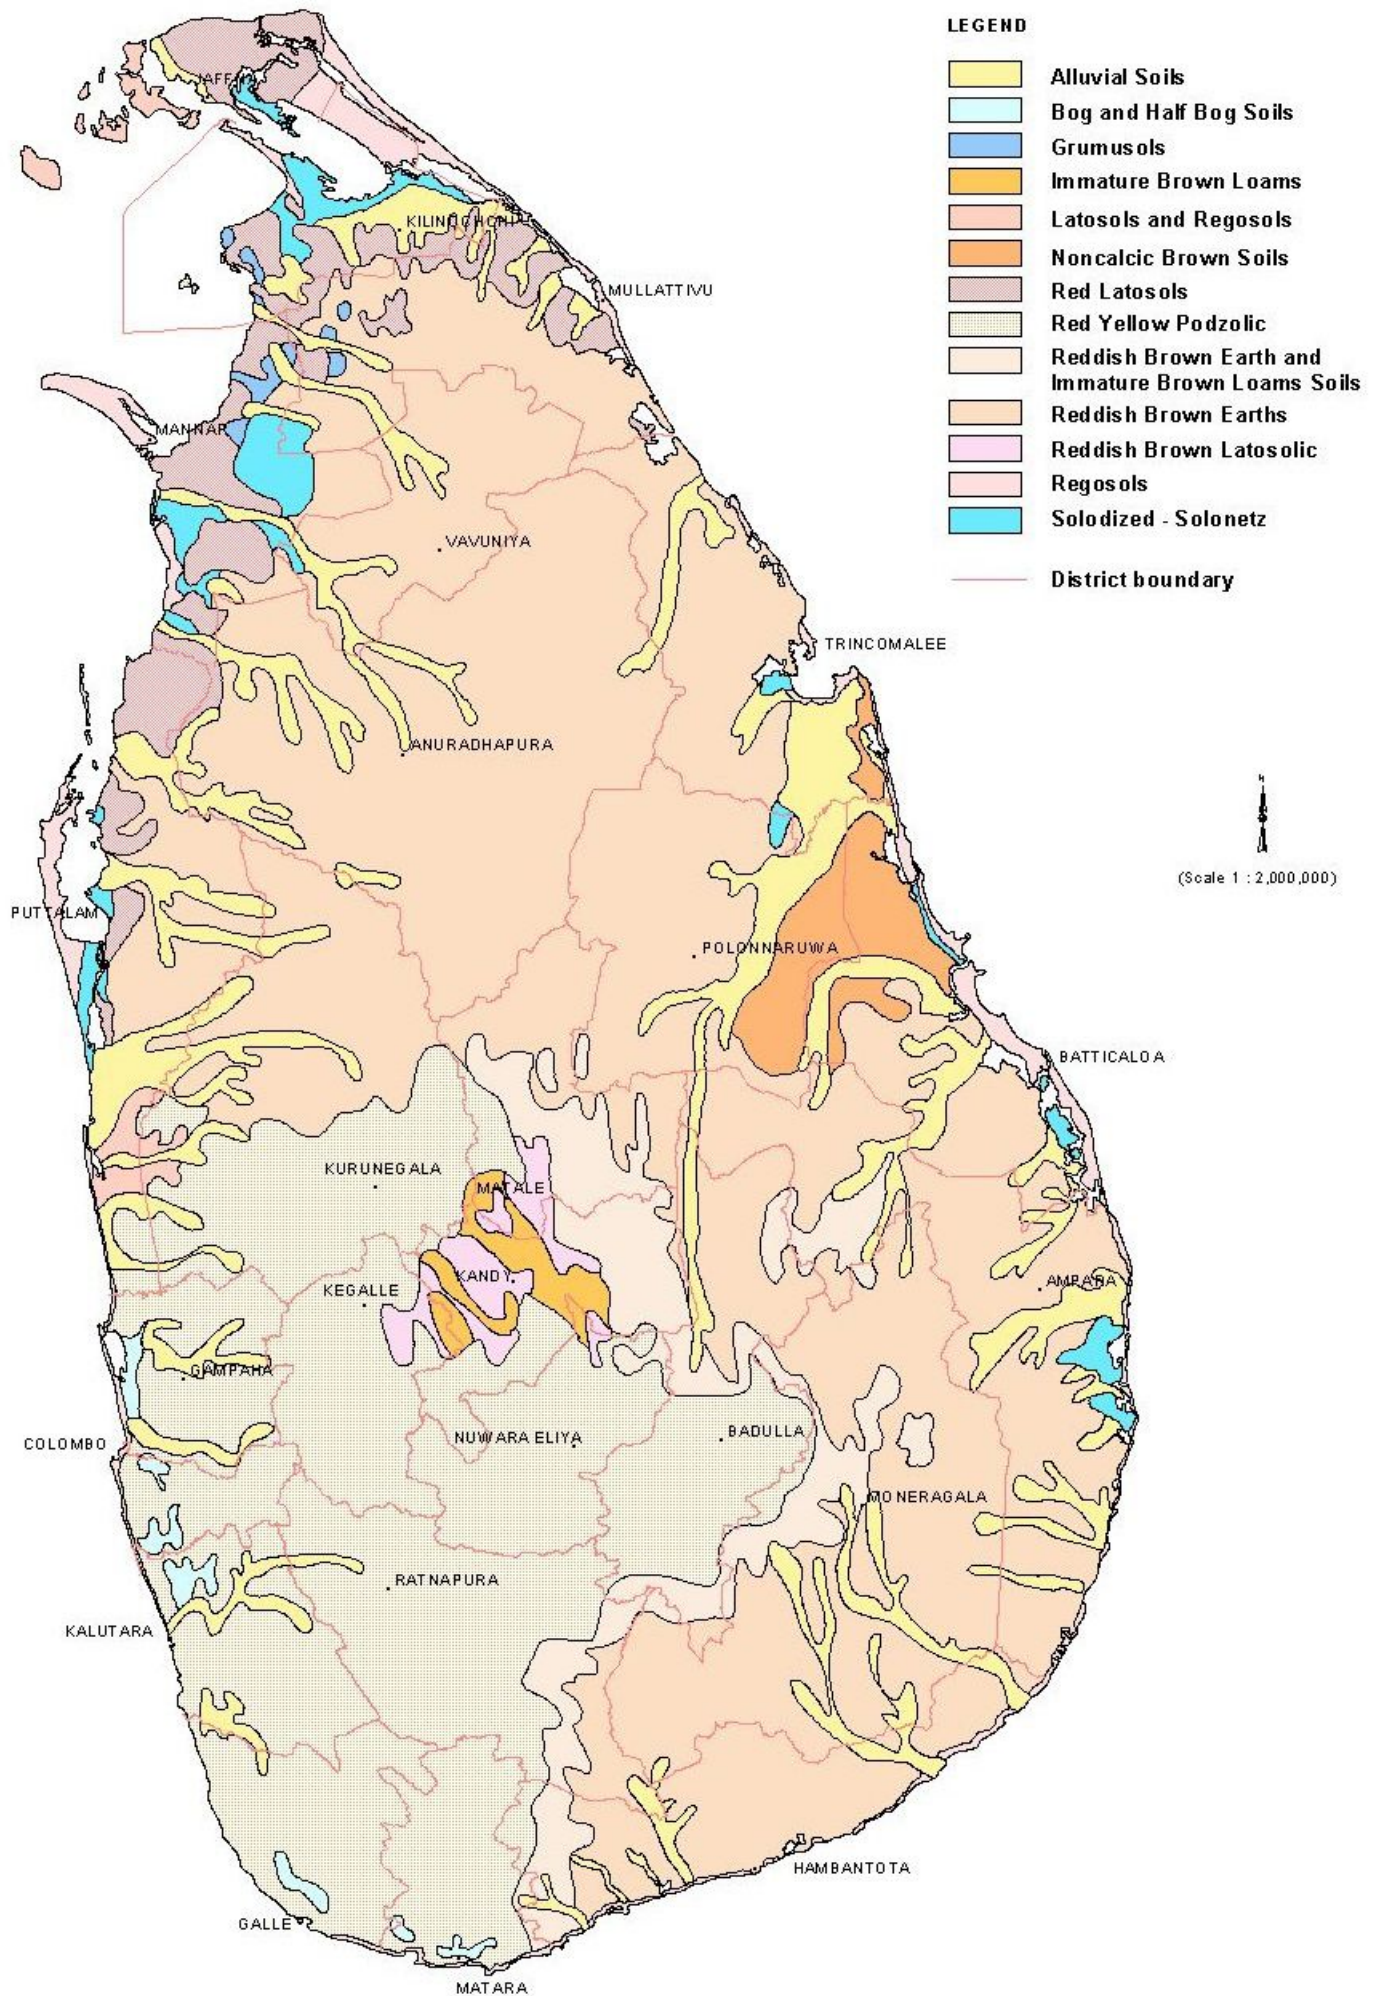 LEGEND
Alluvial Soils
Bog and Half Bog Soils
Grumusols
Immature Brown Loams
Latosols and Regosols
Noncalcic Brown Soils
Red Latosols
Red Yellow Podzolic
Reddish Brown Earth and
Immature Brown Loams Soils
Reddish Brown Earths
Reddish Brown Latosolic
Regosols
Solodized - Solonetz
District boundary
JAFFNA
KILINOCHCHI
MULLATTIVU
MANNAR
VAVUNIYA
TRINCOMALEE
ANURADHAPURA
N
(Scale 1 : 2,000,000)
PUTTALAM
POLONNARUWA
BATTICALOA
KURUNEGALA
MATALE
KANDY
KEGALLE
AMPARA
GAMPAHA
COLOMBO
NUWARA ELIYA
BADULLA
MONERAGALA
RATNAPURA
KALUTARA
HAMBANTOTA
GALLE
MATARA